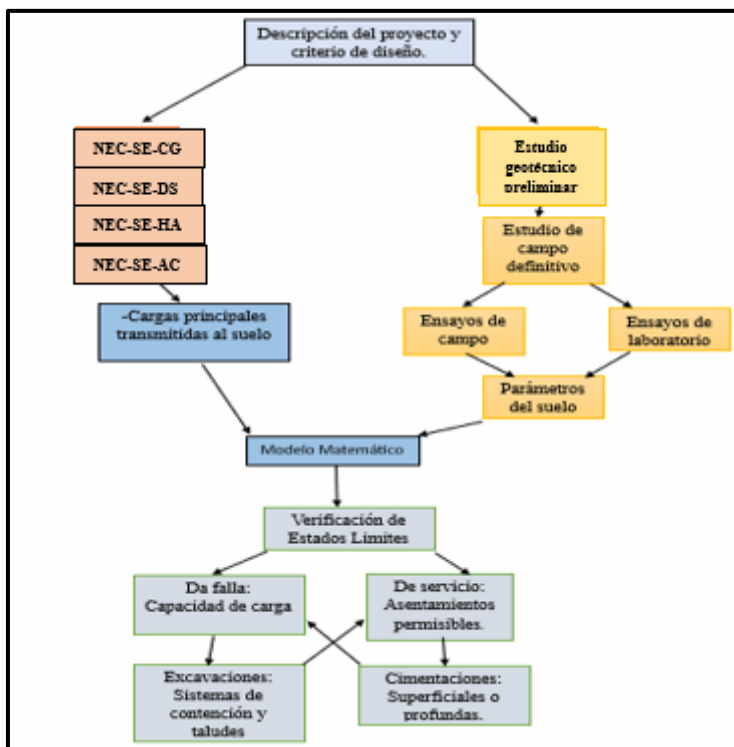 Descripción del proyecto y
criterio de diseño.
NEC-SE-CG
NEC-SE-DS
NEC-SE-HA
NEC-SE-AC
-Cargas principales
transmitidas al suelo
Estudio
geotécnico
preliminar
Estudio de
campo
definitivo
Ensayos de
campo
Ensayos de
laboratorio
Parámetros
del suelo
Modelo Matemático
Verificación de
Estados Límites
Da falla:
Capacidad de carga
De servicio:
Asentamientos
permisibles.
Excavaciones:
Sistemas de
contención y
taludes
Cimentaciones:
Superficiales o
profundas.